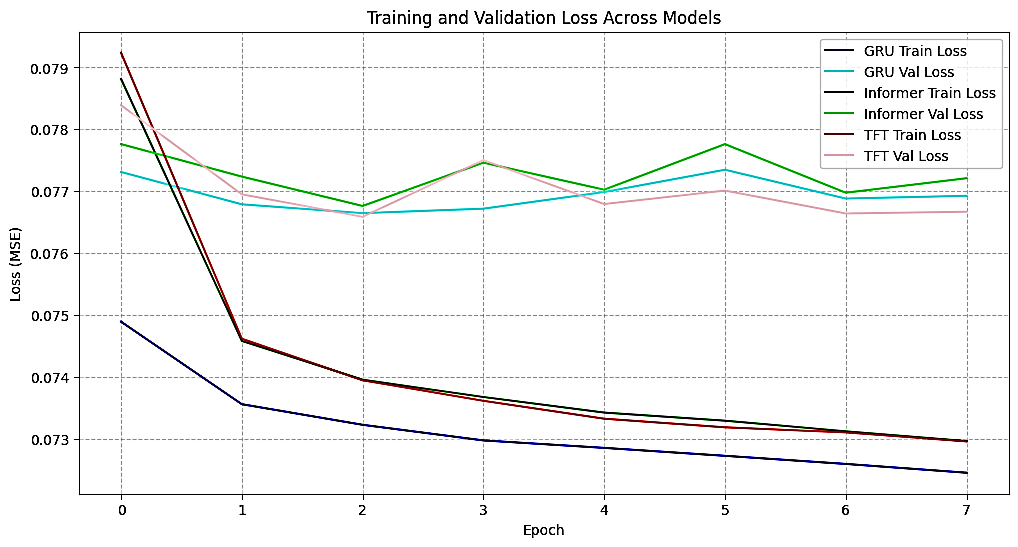 Training and Validation Loss Across Models
GRU Train Loss
GRU Val Loss
Informer Train Loss
Informer Val Loss
TFT Train Loss
TFT Val Loss
Loss (MSE)
0.079
0.078
0.077
0.076
0.075
0.074
0.073
0 1 2 3 4 5 6 7
Epoch